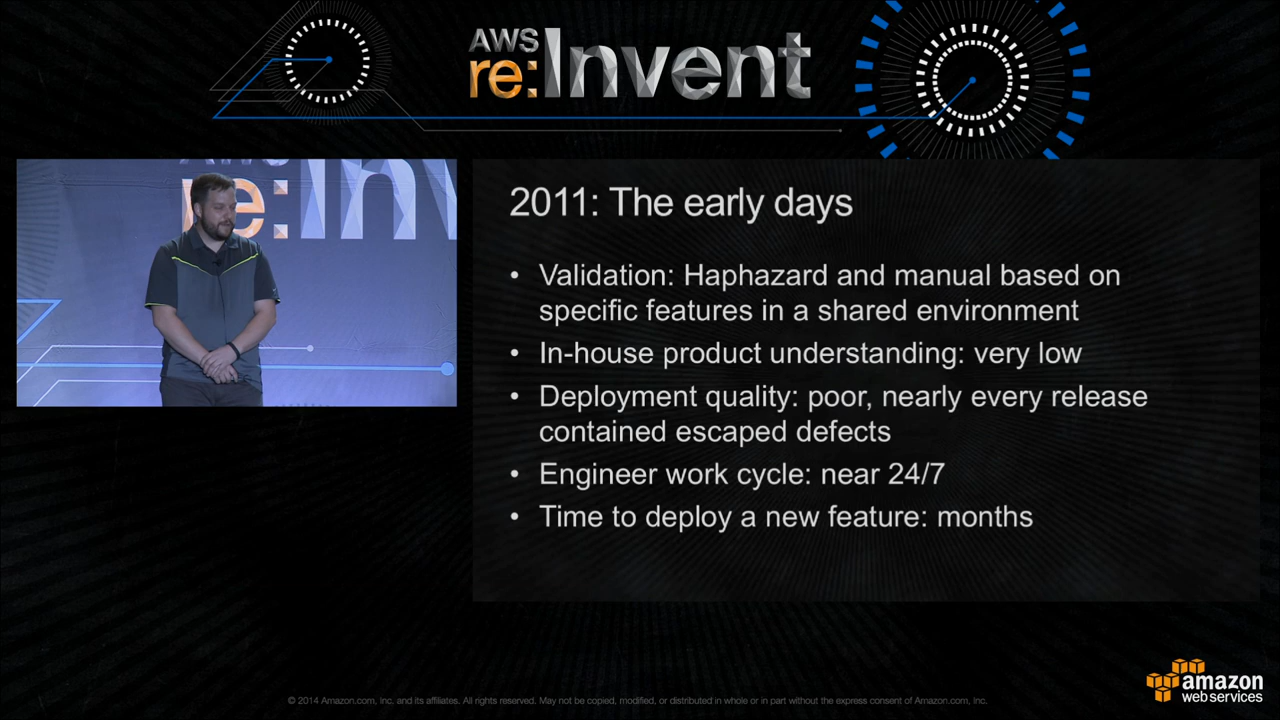 AWS
re:Invent
re:In
2011: The early days
• Validation: Haphazard and manual based on
specific features in a shared environment
• In-house product understanding: very low
• Deployment quality: poor, nearly every release
contained escaped defects
• Engineer work cycle: near 24/7
• Time to deploy a new feature: months
amazon
web services
© 2014 Amazon.com, Inc. and its affiliates. All rights reserved. May not be copied, modified, or distributed in whole or in part without the express consent of Amazon.com, Inc.